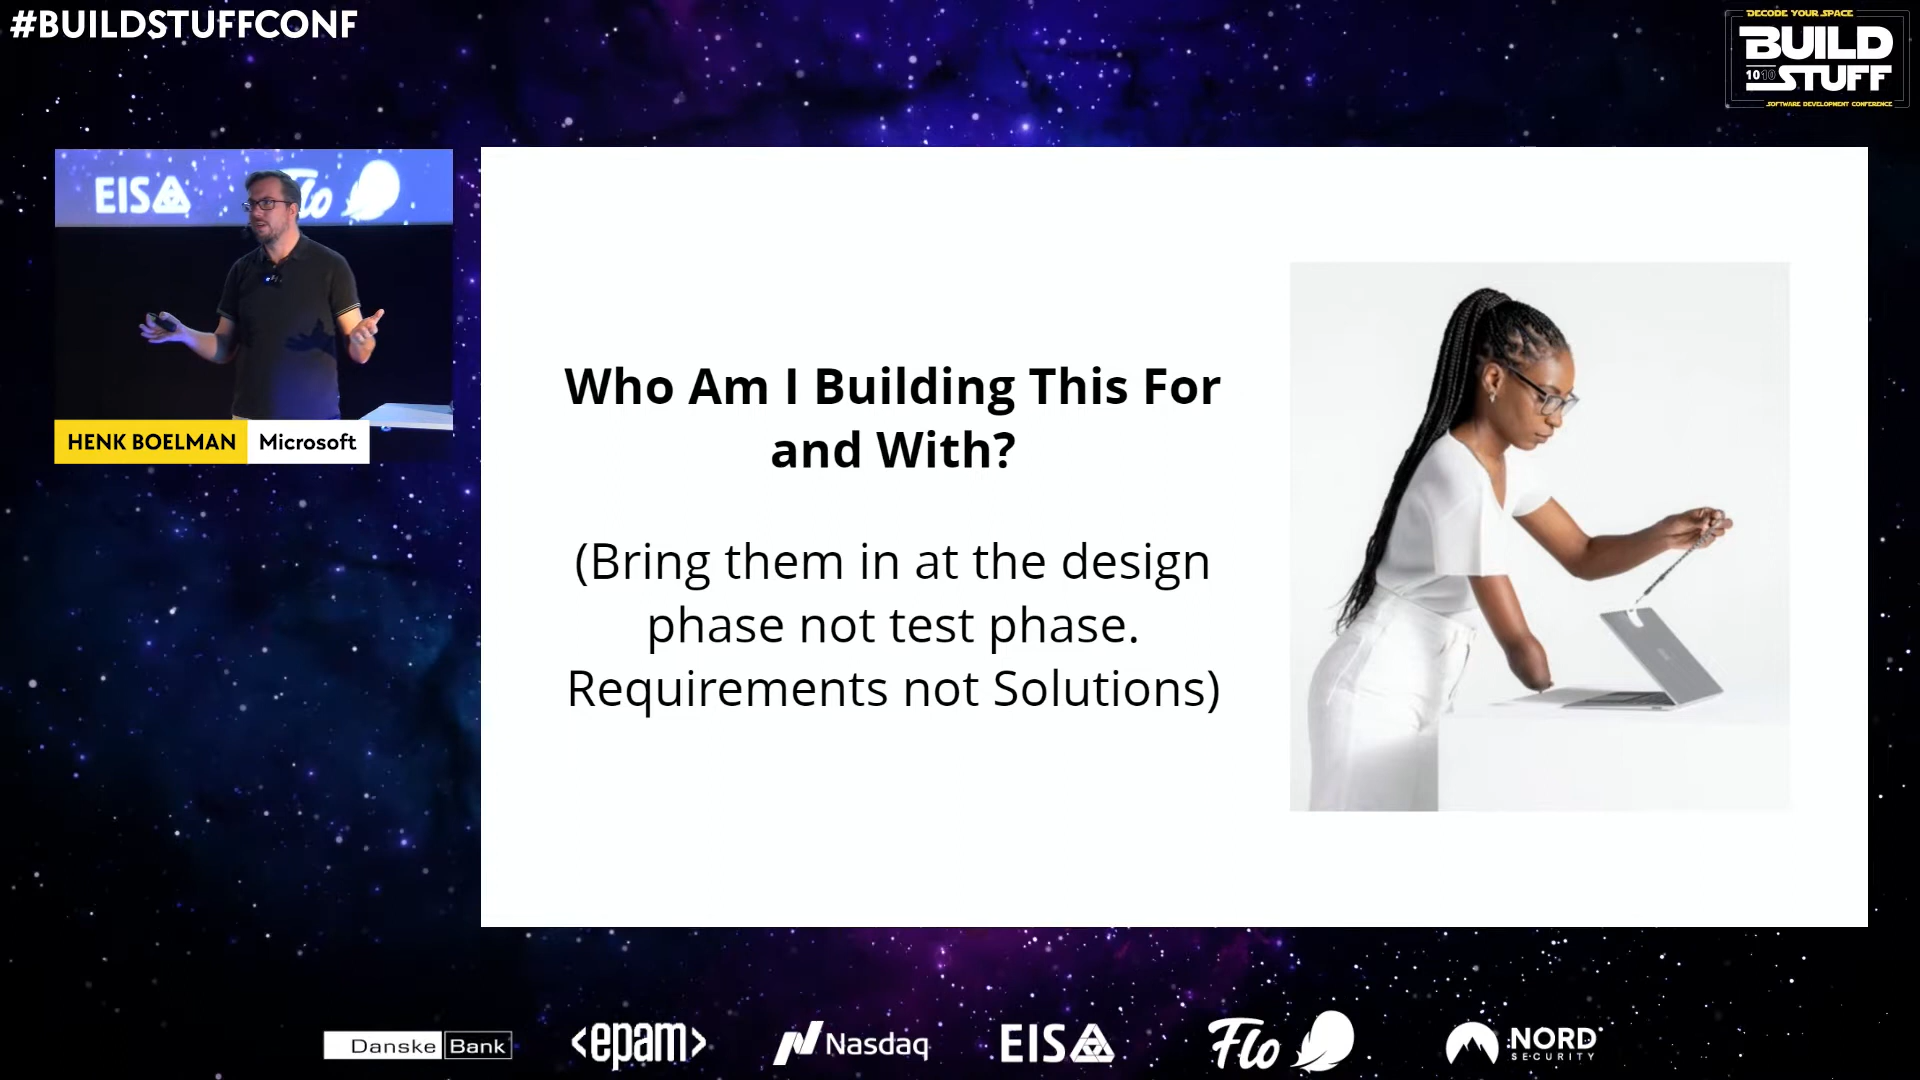 #BUILDSTUFFCONF
DECODE YOUR SPACE
BUILD
1010 STUFF
SOFTWARE DEVELOPMENT CONFERENCE
EIS
Flo
HENK BOELMAN Microsoft
Who Am I Building This For
and With?
(Bring them in at the design
phase not test phase.
Requirements not Solutions)
Danske Bank
<epam>
Nasdaq
EIS
Flo
NORD
SECURITY